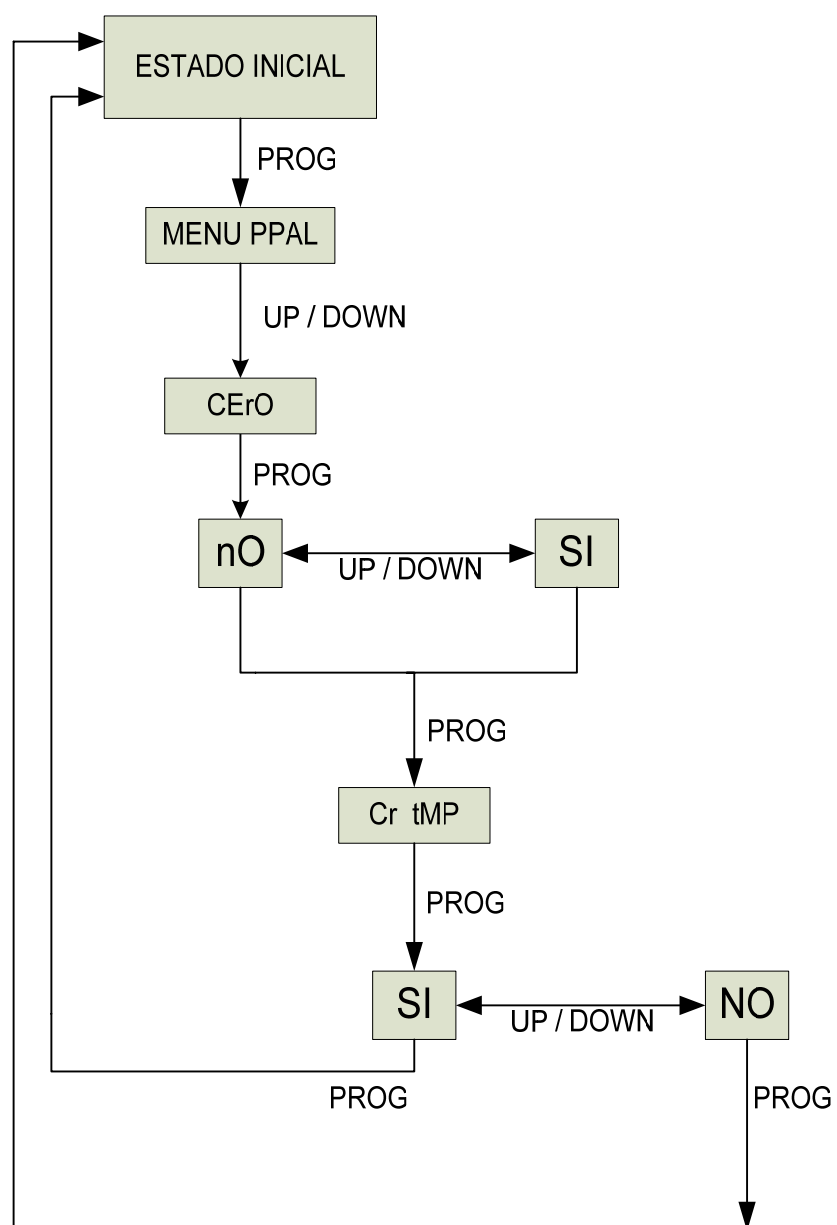 ESTADO INICIAL
PROG
MENU PPAL
UP / DOWN
CErO
PROG
nO
UP / DOWN
SI
PROG
Cr tMP
PROG
SI
UP / DOWN
NO
PROG
PROG